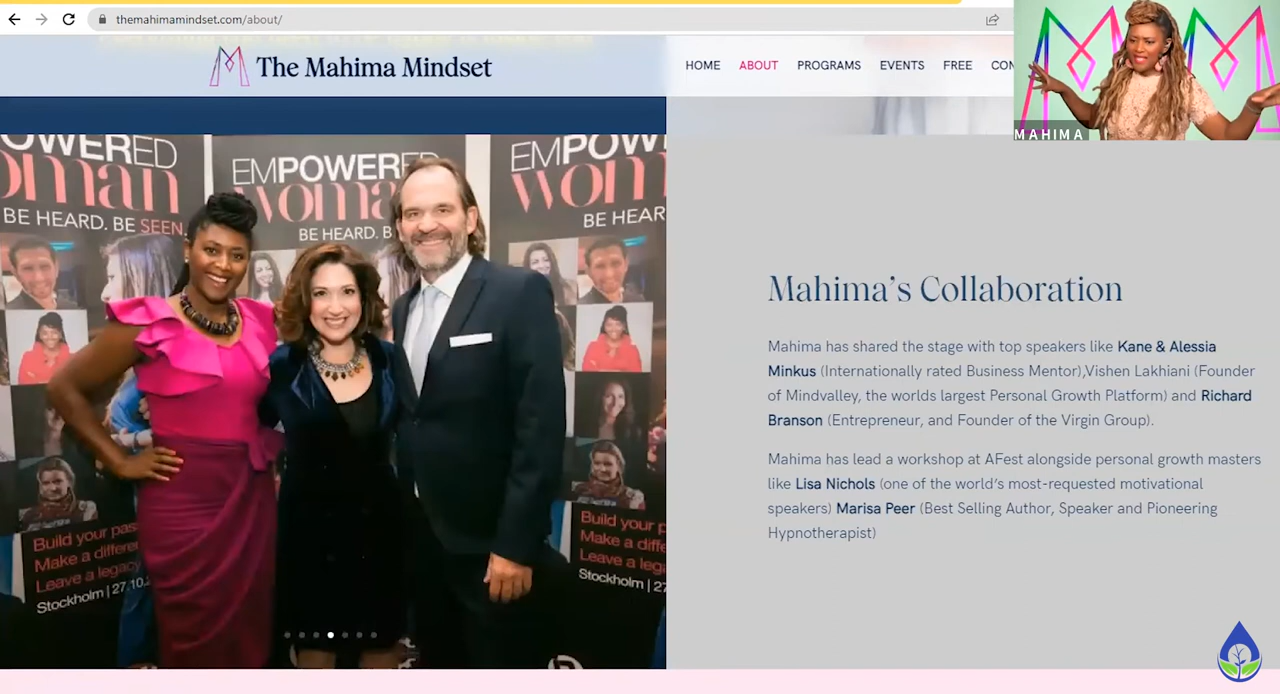 themahimamindset.com/about/
The Mahima Mindset
HOME ABOUT PROGRAMS EVENTS FREE CON
MAHIMA
EMPOWERED
EMPOWERED
BE HEARD. BE SEEN.
BE HEARD. B
BE HEAR
Build your pas
Make a differen
Leave a legacy
Stockholm | 27.10.
Build your p
Make a diffe
Leave a lega
Stockholm | 27
Mahima's Collaboration
Mahima has shared the stage with top speakers like Kane & Alessia
Minkus (Internationally rated Business Mentor),Vishen Lakhiani (Founder
of Mindvalley, the worlds largest Personal Growth Platform) and Richard
Branson (Entrepreneur, and Founder of the Virgin Group).
Mahima has lead a workshop at AFest alongside personal growth masters
like Lisa Nichols (one of the world's most-requested motivational
speakers) Marisa Peer (Best Selling Author, Speaker and Pioneering
Hypnotherapist)